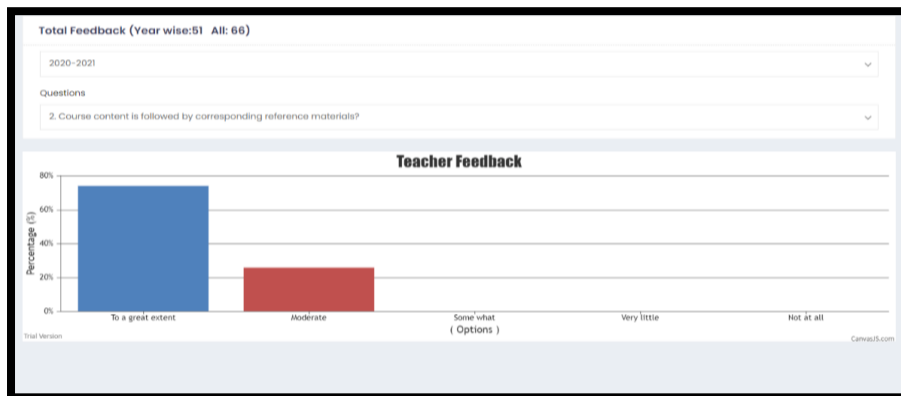 Total Feedback (Year wise:51 All: 66)
2020-2021
Questions
2. Course content is followed by corresponding reference materials?
Teacher Feedback
80%
60%
40%
20%
0%
Percentage (%)
To a great extent Moderate Some what Very little Not at all
( Options )
Trial Version CanvasJS.com